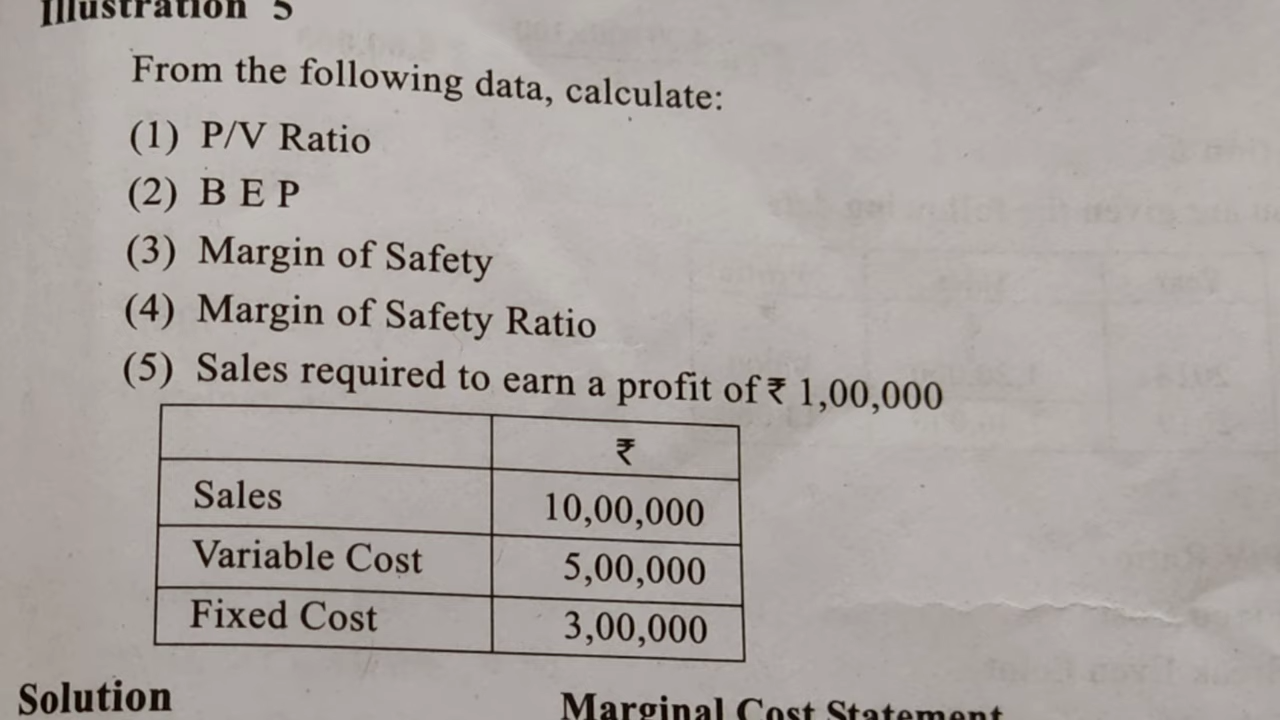 Illustration 5
From the following data, calculate:
(1) P/V Ratio
(2) B E P
(3) Margin of Safety
(4) Margin of Safety Ratio
(5) Sales required to earn a profit of ₹ 1,00,000
₹
Sales 10,00,000
Variable Cost 5,00,000
Fixed Cost 3,00,000
Solution
Marginal Cost Statement